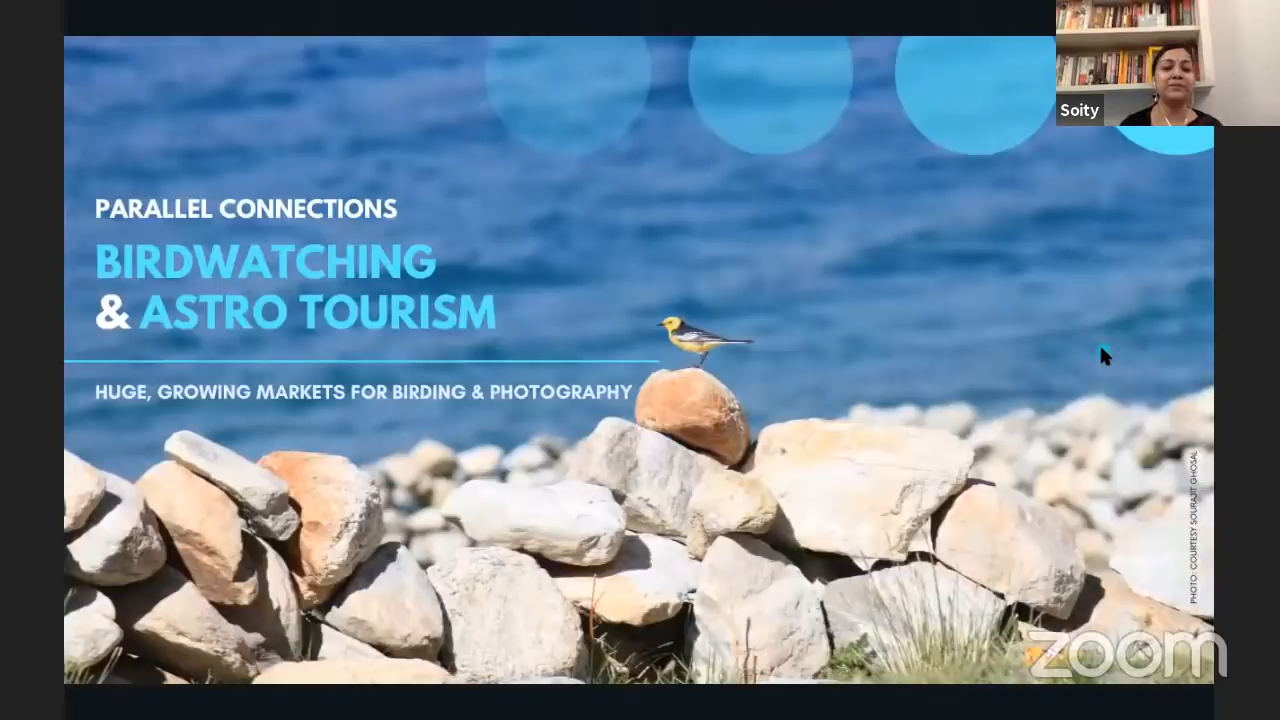 Soity
PARALLEL CONNECTIONS
BIRDWATCHING
& ASTRO TOURISM
HUGE, GROWING MARKETS FOR BIRDING & PHOTOGRAPHY
PHOTO: COURTESY SOURAJIT GHOSAL
zoom